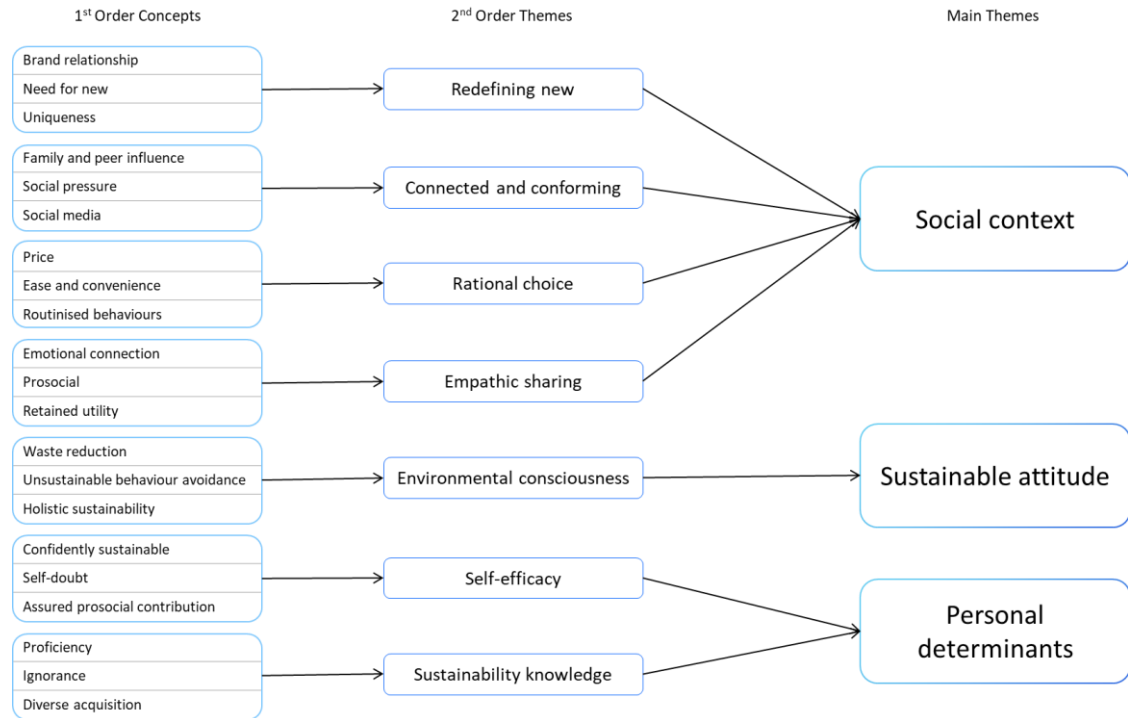 1st Order Concepts
2nd Order Themes
Main Themes
Brand relationship
Need for new
Uniqueness
Redefining new
Family and peer influence
Social pressure
Social media
Connected and conforming
Price
Ease and convenience
Routinised behaviours
Rational choice
Emotional connection
Prosocial
Retained utility
Empathic sharing
Social context
Waste reduction
Unsustainable behaviour avoidance
Holistic sustainability
Environmental consciousness
Sustainable attitude
Confidently sustainable
Self-doubt
Assured prosocial contribution
Self-efficacy
Proficiency
Ignorance
Diverse acquisition
Sustainability knowledge
Personal
determinants